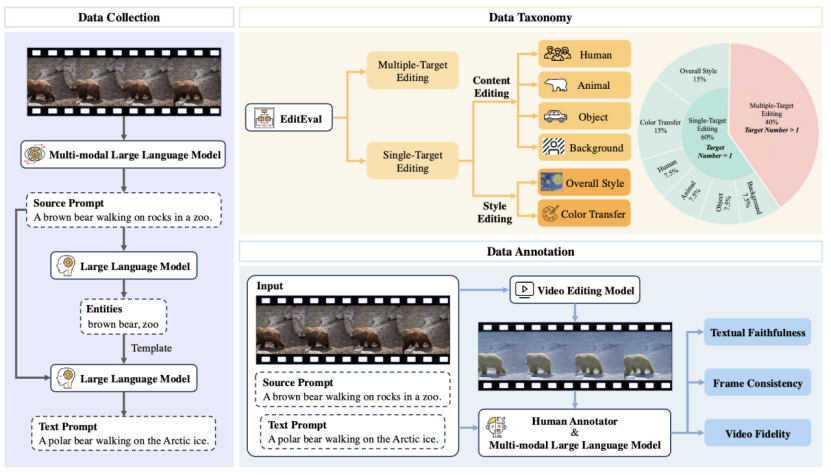 Data Collection
Multi-modal Large Language Model
Source Prompt
A brown bear walking on rocks in a zoo.
Large Language Model
Entities
brown bear, zoo
Template
Large Language Model
Text Prompt
A polar bear walking on the Arctic ice.
Data Taxonomy
EditEval
Multiple-Target
Editing
Single-Target
Editing
Content
Editing
Style
Editing
Human
Animal
Object
Background
Overall Style
Color Transfer
Overall Style
15%
Color Transfer
15%
Human
7.5%
Animal
7.5%
Object
7.5%
Background
7.5%
Single-Target
Editing
60%
Target
Number = 1
Multiple-Target
Editing
40%
Target Number > 1
Data Annotation
Input
Source Prompt
A brown bear walking on rocks in a zoo.
Text Prompt
A polar bear walking on the Arctic ice.
Video Editing Model
Human Annotator
&
Multi-modal Large Language Model
Textual Faithfulness
Frame Consistency
Video Fidelity